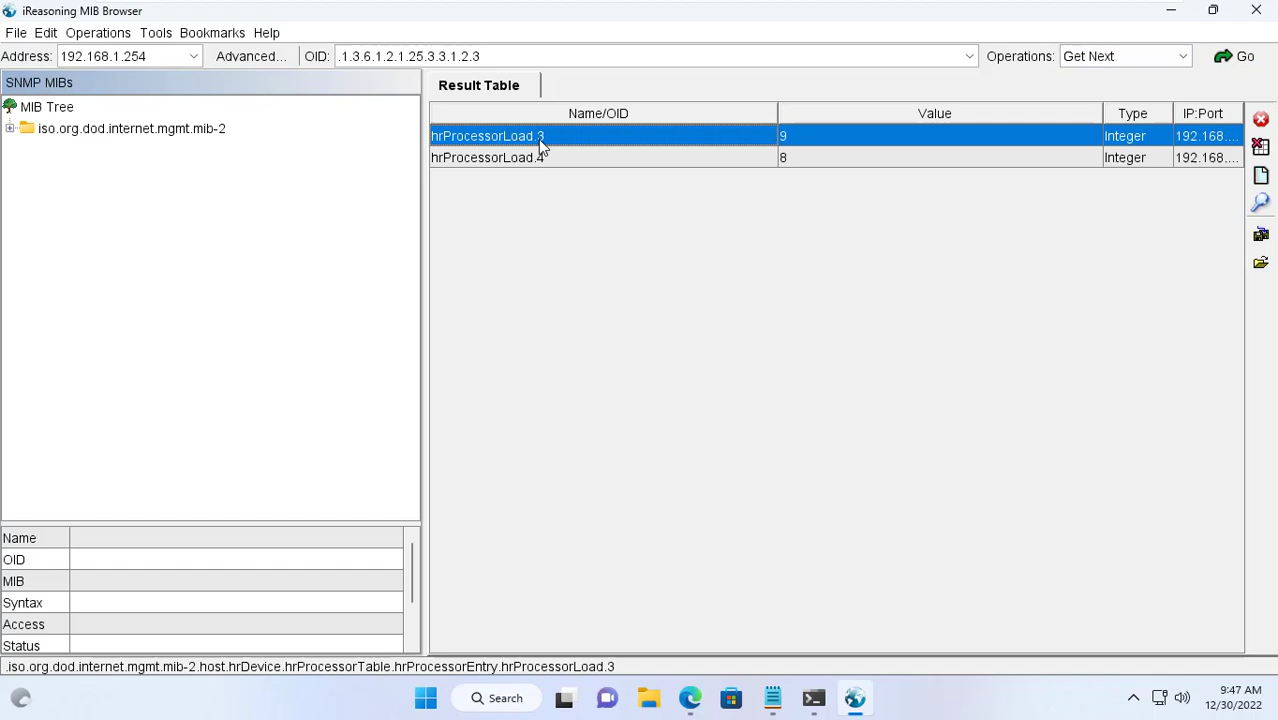 iReasoning MIB Browser
File Edit Operations Tools Bookmarks Help
Address: 192.168.1.254 Advanced... OID: .1.3.6.1.2.1.25.3.3.1.2.3 Operations: Get Next Go
SNMP MIBs
Result Table
MIB Tree
iso.org.dod.internet.mgmt.mib-2
Name/OID Value Type IP:Port
hrProcessorLoad.3 9 Integer 192.168....
hrProcessorLoad.4 8 Integer 192.168....
Name
OID
MIB
Syntax
Access
Status
.iso.org.dod.internet.mgmt.mib-2.host.hrDevice.hrProcessorTable.hrProcessorEntry.hrProcessorLoad.3
Search
9:47 AM
12/30/2022